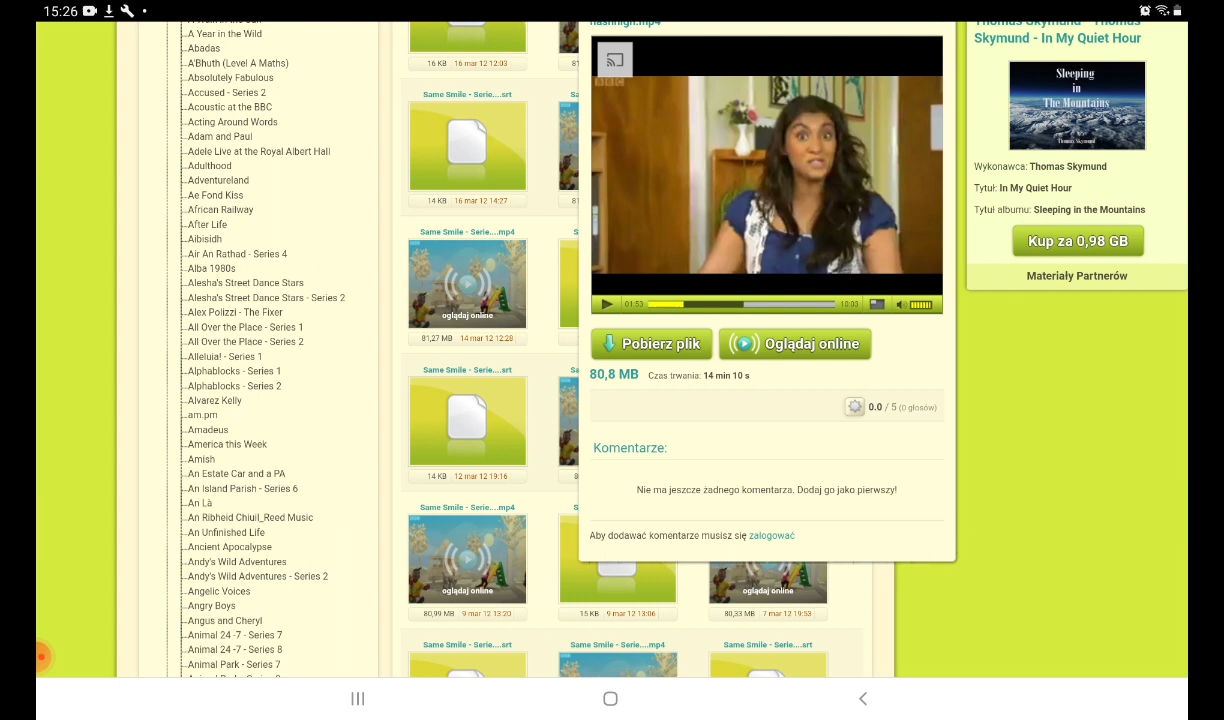 15:26
A Year in the Wild
Abadas
A'Bhuth (Level A Maths)
Absolutely Fabulous
Accused - Series 2
Acoustic at the BBC
Acting Around Words
Adam and Paul
Adele Live at the Royal Albert Hall
Adulthood
Adventureland
Ae Fond Kiss
African Railway
After Life
Aibisidh
Air An Rathad - Series 4
Alba 1980s
Alesha's Street Dance Stars
Alesha's Street Dance Stars - Series 2
Alex Polizzi - The Fixer
All Over the Place - Series 1
All Over the Place - Series 2
Alleluia! - Series 1
Alphablocks - Series 1
Alphablocks - Series 2
Alvarez Kelly
am.pm
Amadeus
America this Week
Amish
An Estate Car and a PA
An Island Parish - Series 6
An Là
An Ribheid Chiuil_Reed Music
An Unfinished Life
Ancient Apocalypse
Andy's Wild Adventures
Andy's Wild Adventures - Series 2
Angelic Voices
Angry Boys
Angus and Cheryl
Animal 24 -7 - Series 7
Animal 24 -7 - Series 8
Animal Park - Series 7
16 KB 16 mar 12 12:03
Same Smile - Serie....srt
14 KB 16 mar 12 14:27
Same Smile - Serie....mp4
oglądaj online
81,27 MB 14 mar 12 12:28
Same Smile - Serie....srt
14 KB 12 mar 12 19:16
Same Smile - Serie....mp4
oglądaj online
80,99 MB 9 mar 12 13:20
15 KB 9 mar 12 13:06
oglądaj online
80,33 MB 7 mar 12 19:53
Same Smile - Serie....srt
Same Smile - Serie....mp4
Same Smile - Serie....srt
BBC
01:53
10:03
Pobierz plik
Oglądaj online
80,8 MB Czas trwania: 14 min 10 s
0.0 / 5 (0 głosów)
Komentarze:
Nie ma jeszcze żadnego komentarza. Dodaj go jako pierwszy!
Aby dodawać komentarze musisz się zalogować
Thomas Skymund - Thomas
Skymund - In My Quiet Hour
Sleeping
in
The Mountains
Thomas Skymund
Wykonawca: Thomas Skymund
Tytuł: In My Quiet Hour
Tytuł albumu: Sleeping in the Mountains
Kup za 0,98 GB
Materiały Partnerów